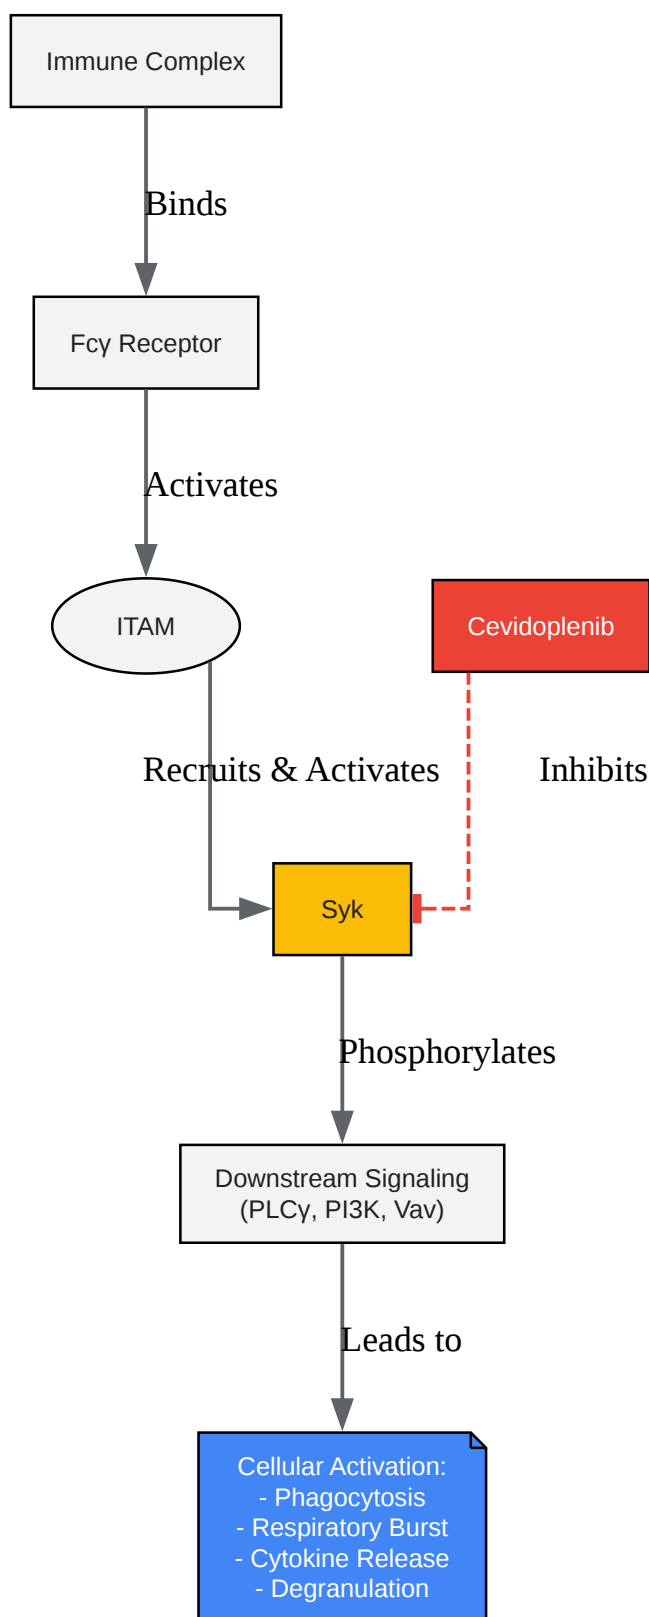 Immune Complex
Binds
Fcγ Receptor
Activates
ITAM
Cevidoplenib
Recruits & Activates
Inhibits
Syk
Phosphorylates
Downstream Signaling
(PLCγ, PI3K, Vav)
Leads to
Cellular Activation:
- Phagocytosis
- Respiratory Burst
- Cytokine Release
- Degranulation